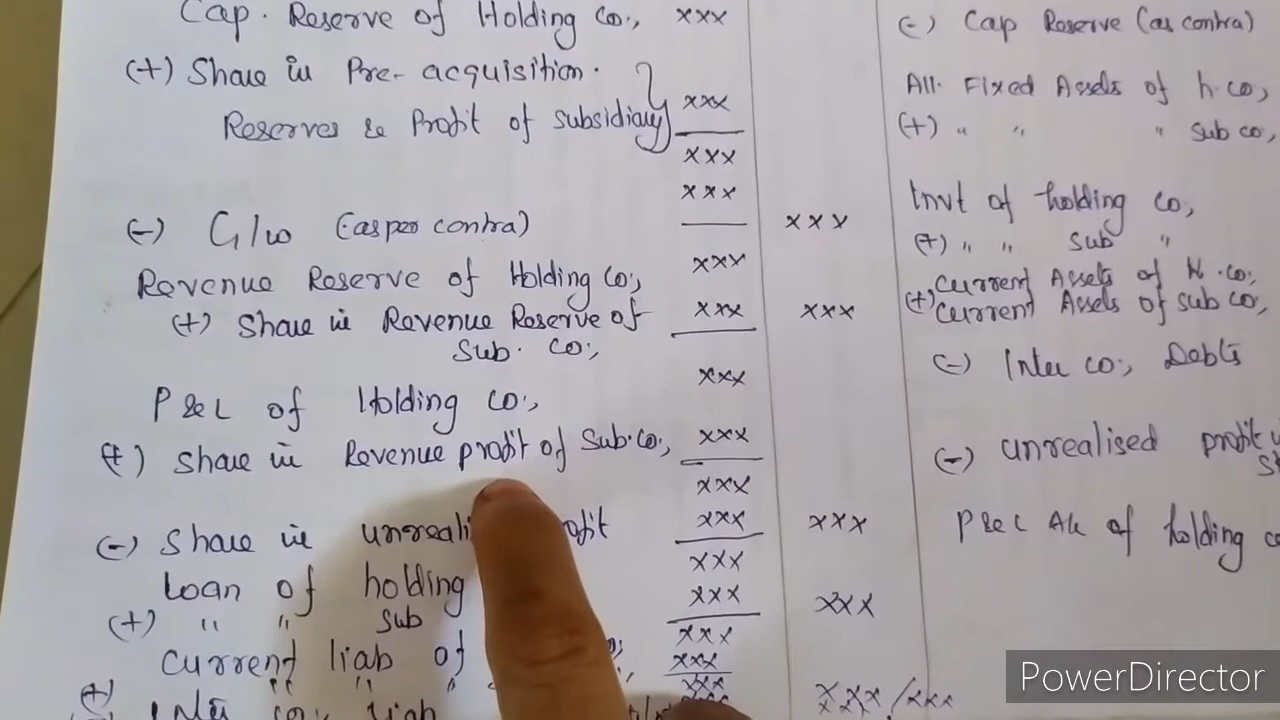 Cap. Reserve of Holding Co:, xxx
(+) Share in Pre-acquisition.
Reserves & Profit of subsidiary xxx
xxx
xxx
(-) G/w (as per contra) xxx
Revenue Reserve of Holding Co:, xxx
(+) Share in Revenue Reserve of xxx xxx
Sub. Co:,
xxx
P&L of Holding Co:,
(+) Share in Revenue profit of Sub.Co:, xxx
xxx
(-) Share in xxx xxx
xxx
Loan of holding xxx xxx
(+) " " sub
xxx
Current liab of xxx
(+) " " " xxx
xxx/xxx
(-) Cap Reserve (as contra)
All Fixed Assets of h.co,
(+) " " " Sub co,
Invt of holding co,
(+) " " Sub "
Current Assets of H.co:,
(+) Current Assets of sub co,
(-) Inter co:, Debts
(-) unrealised profit
P&L A/c of holding
PowerDirector